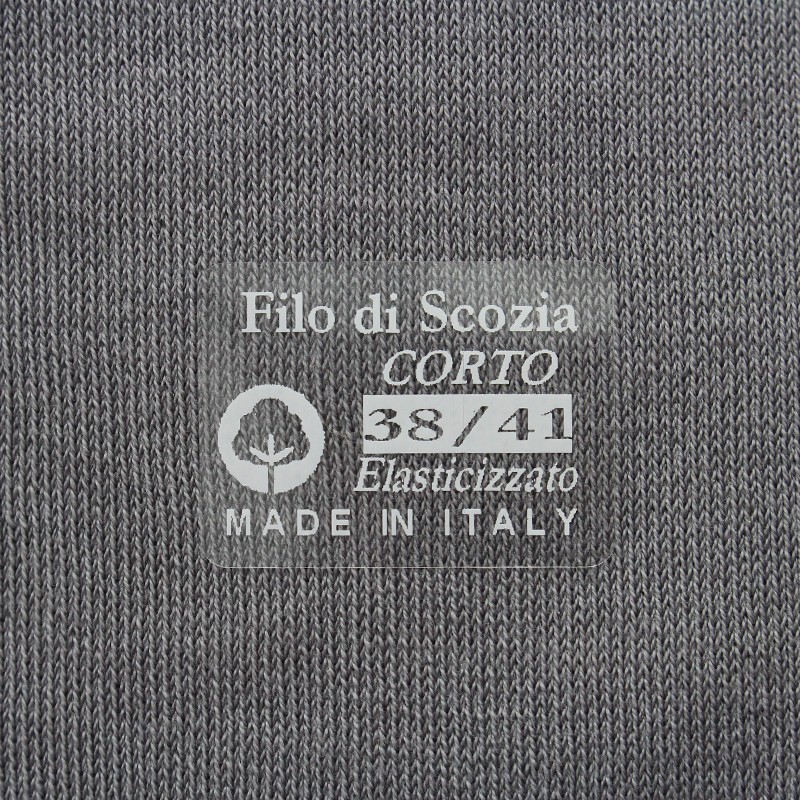 Filo di Scozia
CORTO
38/41
Elasticizzato
MADE IN ITALY